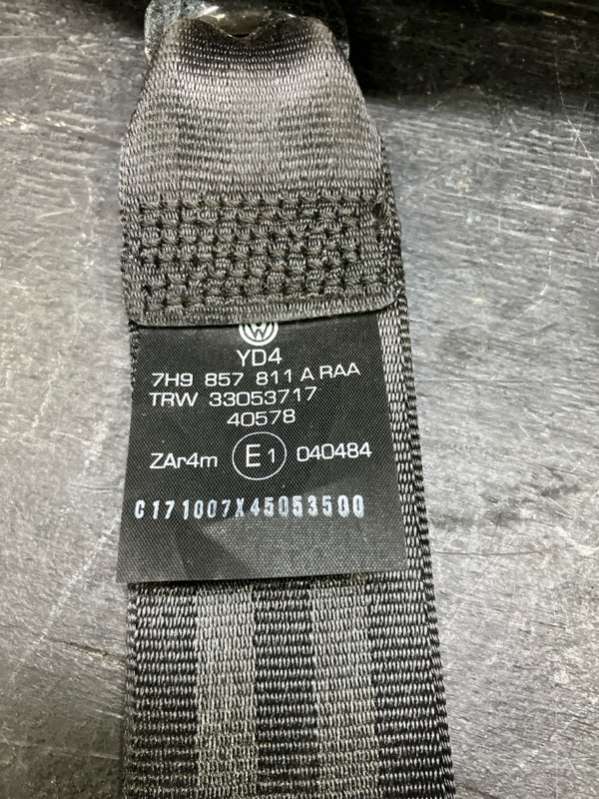 YD4
7H9 857 811 A RAA
TRW 33053717
40578
ZAr4m E1 040484
C171007X45053500